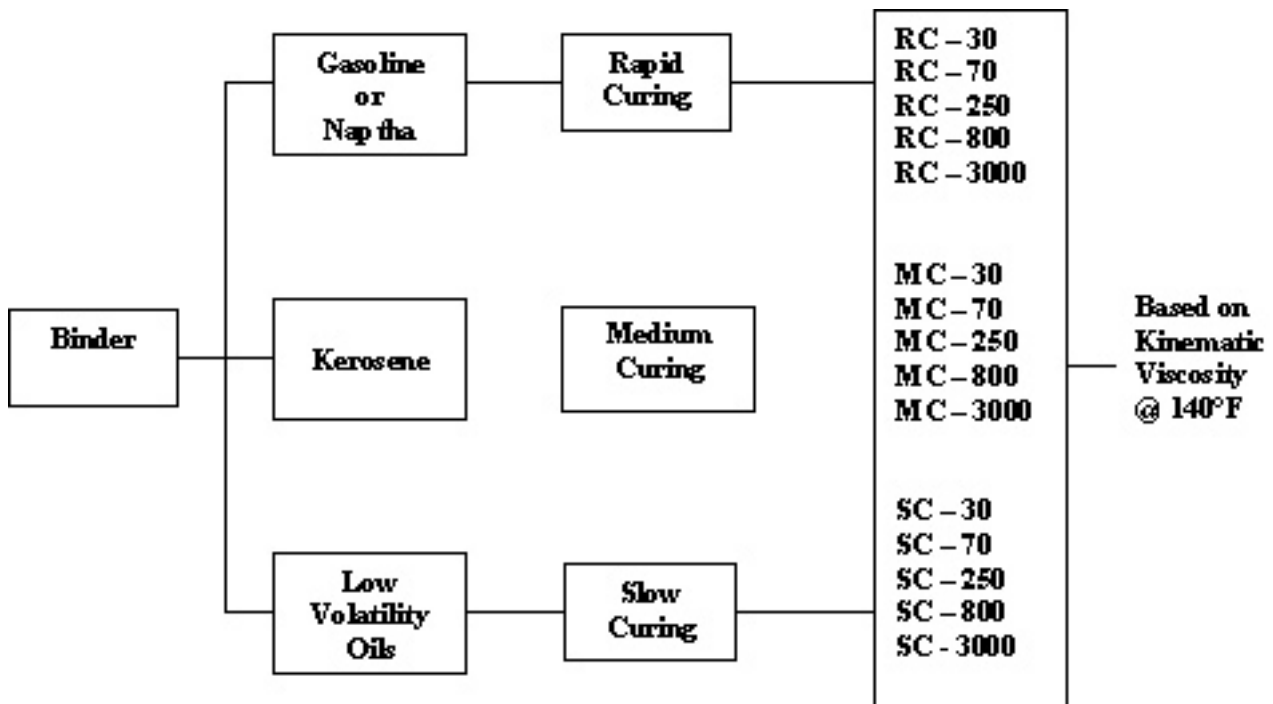 Binder
Gasoline
or
Naptha
Rapid
Curing
Kerosene
Medium
Curing
Low
Volatility
Oils
Slow
Curing
RC – 30
RC – 70
RC – 250
RC – 800
RC – 3000
MC – 30
MC – 70
MC – 250
MC – 800
MC – 3000
SC – 30
SC – 70
SC – 250
SC – 800
SC - 3000
Based on
Kinematic
Viscosity
@ 140°F